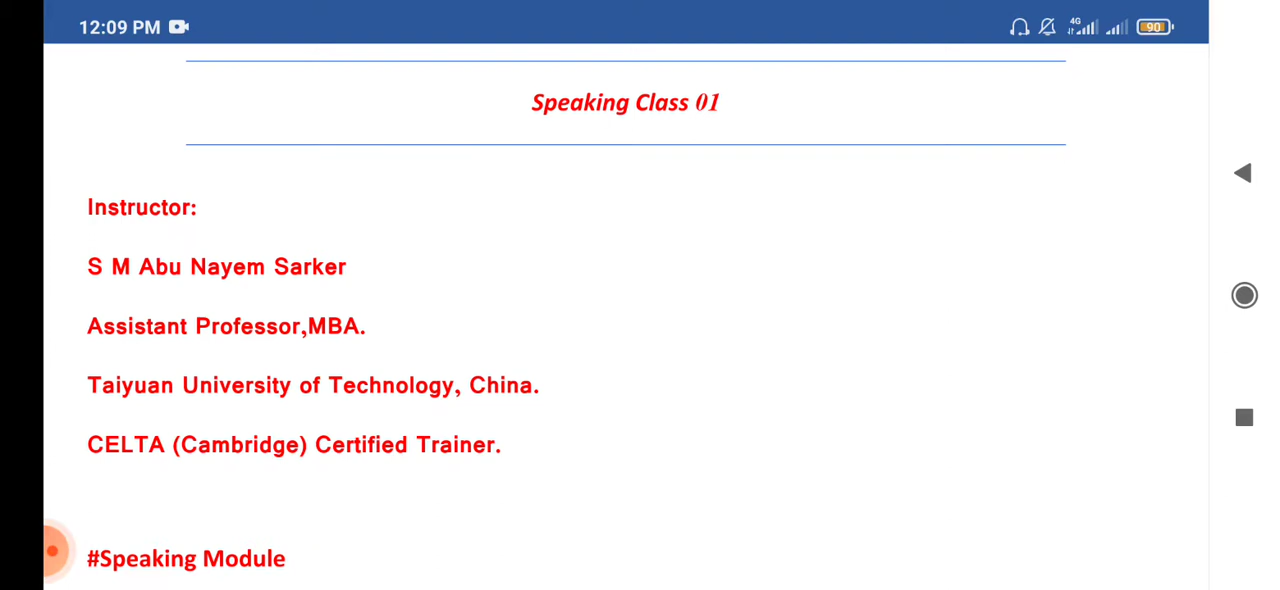 12:09 PM
4G
90
Speaking Class 01
Instructor:
S M Abu Nayem Sarker
Assistant Professor,MBA.
Taiyuan University of Technology, China.
CELTA (Cambridge) Certified Trainer.
#Speaking Module